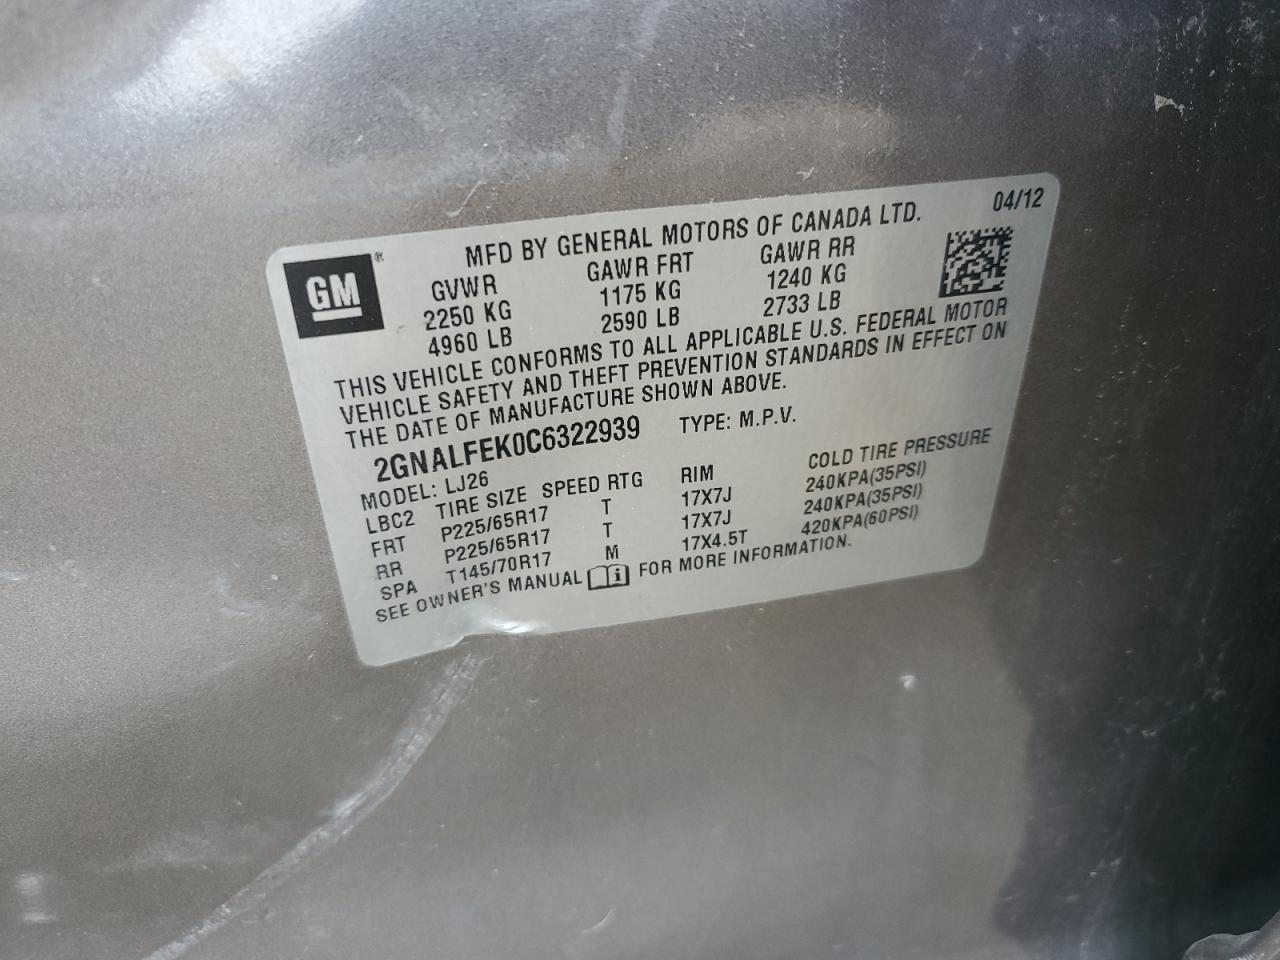 04/12
GM®
MFD BY GENERAL MOTORS OF CANADA LTD.
GVWR GAWR FRT GAWR RR
2250 KG 1175 KG 1240 KG
4960 LB 2590 LB 2733 LB
THIS VEHICLE CONFORMS TO ALL APPLICABLE U.S. FEDERAL MOTOR
VEHICLE SAFETY AND THEFT PREVENTION STANDARDS IN EFFECT ON
THE DATE OF MANUFACTURE SHOWN ABOVE.
2GNALFEK0C6322939 TYPE: M.P.V.
MODEL: LJ26
LBC2 TIRE SIZE SPEED RTG RIM COLD TIRE PRESSURE
FRT P225/65R17 T 17X7J 240KPA(35PSI)
RR P225/65R17 T 17X7J 240KPA(35PSI)
SPA T145/70R17 M 17X4.5T 420KPA(60PSI)
SEE OWNER'S MANUAL i FOR MORE INFORMATION.